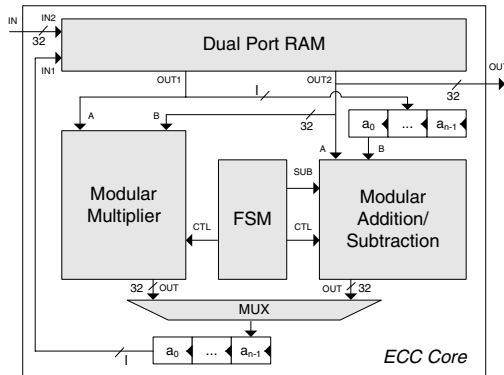 IN
IN2
32
IN1
Dual Port RAM
OUT1
OUT2
OUT
32
l
A
B
32
A
B
a0 ... an-1
Modular Multiplier
FSM
SUB
CTL
CTL
Modular Addition/ Subtraction
32 OUT
OUT 32
MUX
l
a0 ... an-1
ECC Core